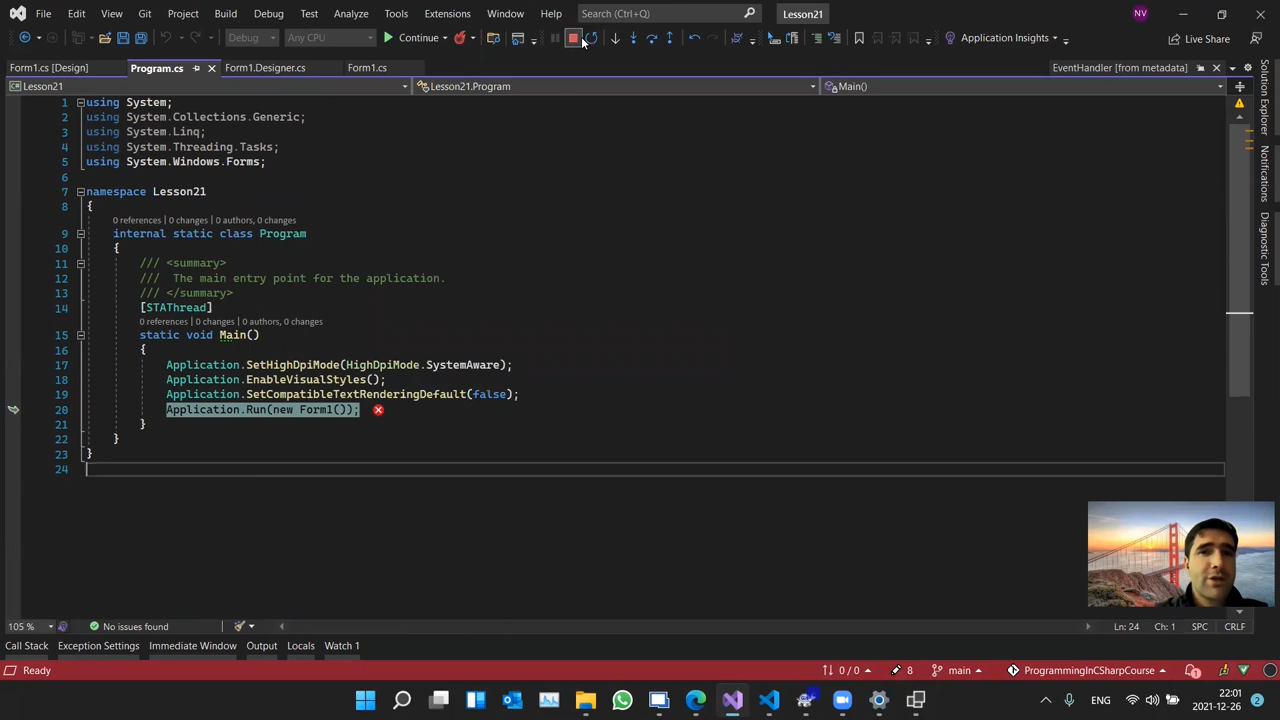 File Edit View Git Project Build Debug Test Analyze Tools Extensions Window Help Search (Ctrl+Q) Lesson21 NV
Debug Any CPU Continue Application Insights Live Share
Form1.cs [Design] Program.cs Form1.Designer.cs Form1.cs EventHandler [from metadata]
Lesson21 Lesson21.Program Main()
1 using System;
2 using System.Collections.Generic;
3 using System.Linq;
4 using System.Threading.Tasks;
5 using System.Windows.Forms;
6
7 namespace Lesson21
8 {
0 references | 0 changes | 0 authors, 0 changes
9 internal static class Program
10 {
11 /// <summary>
12 /// The main entry point for the application.
13 /// </summary>
14 [STAThread]
0 references | 0 changes | 0 authors, 0 changes
15 static void Main()
16 {
17 Application.SetHighDpiMode(HighDpiMode.SystemAware);
18 Application.EnableVisualStyles();
19 Application.SetCompatibleTextRenderingDefault(false);
20 Application.Run(new Form1());
21 }
22 }
23 }
24
Solution Explorer
Notifications
Diagnostic Tools
105 % No issues found Ln: 24 Ch: 1 SPC CRLF
Call Stack Exception Settings Immediate Window Output Locals Watch 1
Ready 0 / 0 8 main ProgrammingInCSharpCourse 1
ENG 22:01
2021-12-26 2